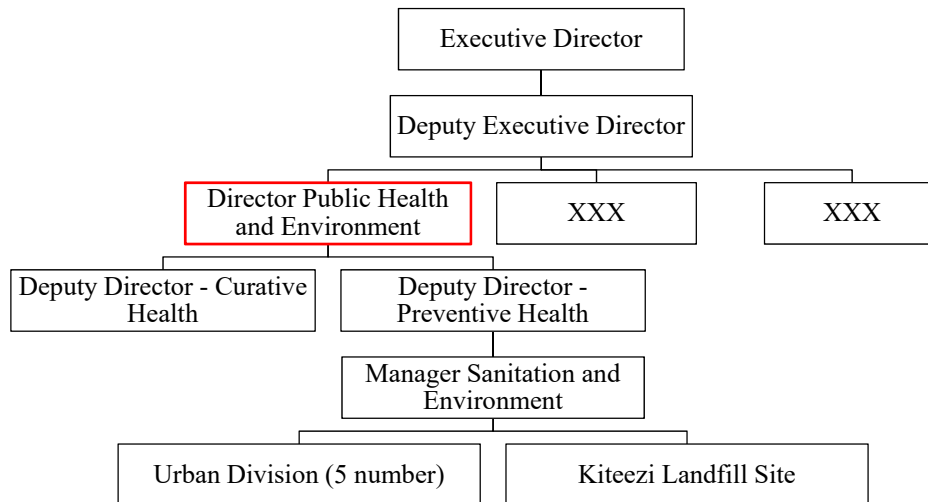 Executive Director
Deputy Executive Director
Director Public Health
and Environment
XXX
XXX
Deputy Director - Curative
Health
Deputy Director -
Preventive Health
Manager Sanitation and
Environment
Urban Division (5 number)
Kiteezi Landfill Site